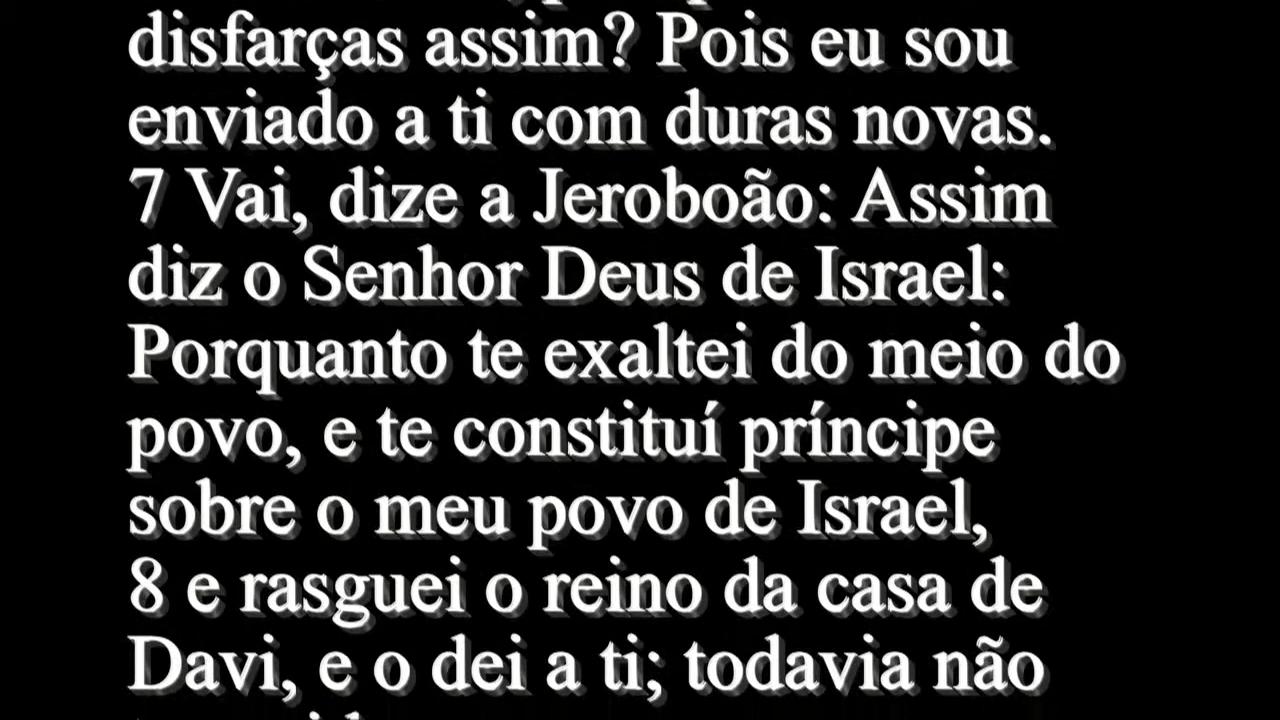 disfarças assim? Pois eu sou
enviado a ti com duras novas.
7 Vai, dize a Jeroboão: Assim
diz o Senhor Deus de Israel:
Porquanto te exaltei do meio do
povo, e te constituí príncipe
sobre o meu povo de Israel,
8 e rasguei o reino da casa de
Davi, e o dei a ti; todavia não